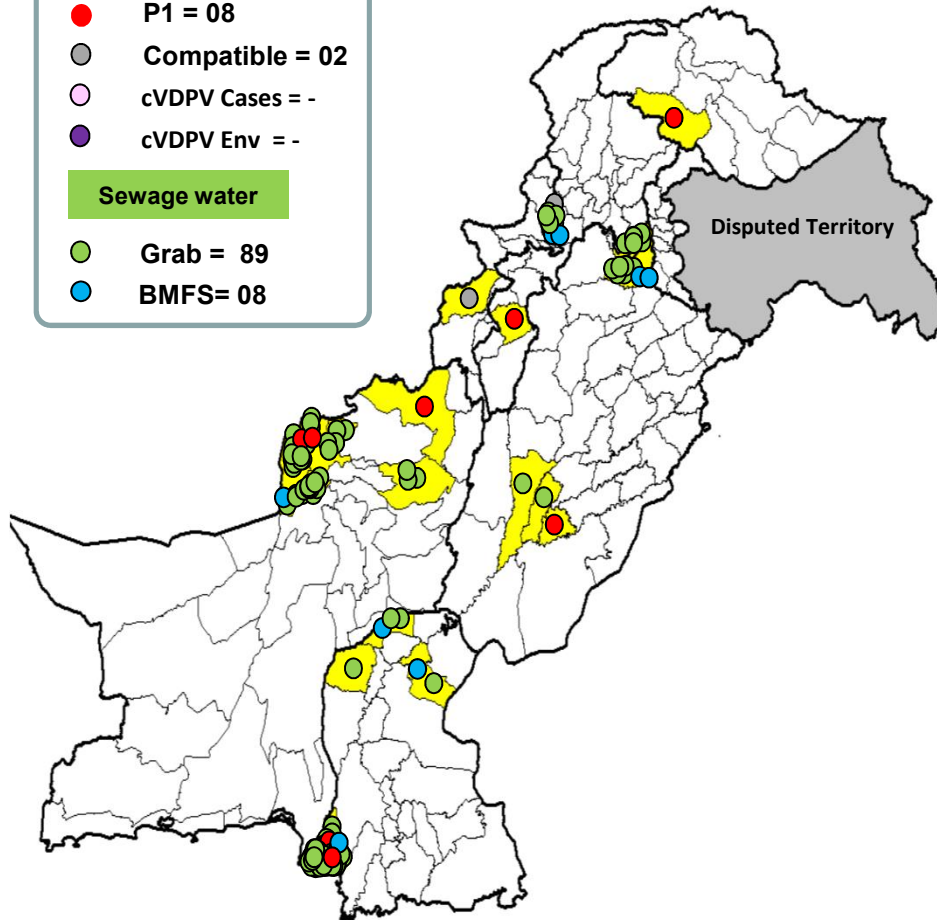 P1 = 08
Compatible = 02
cVDPV Cases = -
cVDPV Env  = -
Sewage water
Grab =  89
BMFS= 08
Disputed Territory